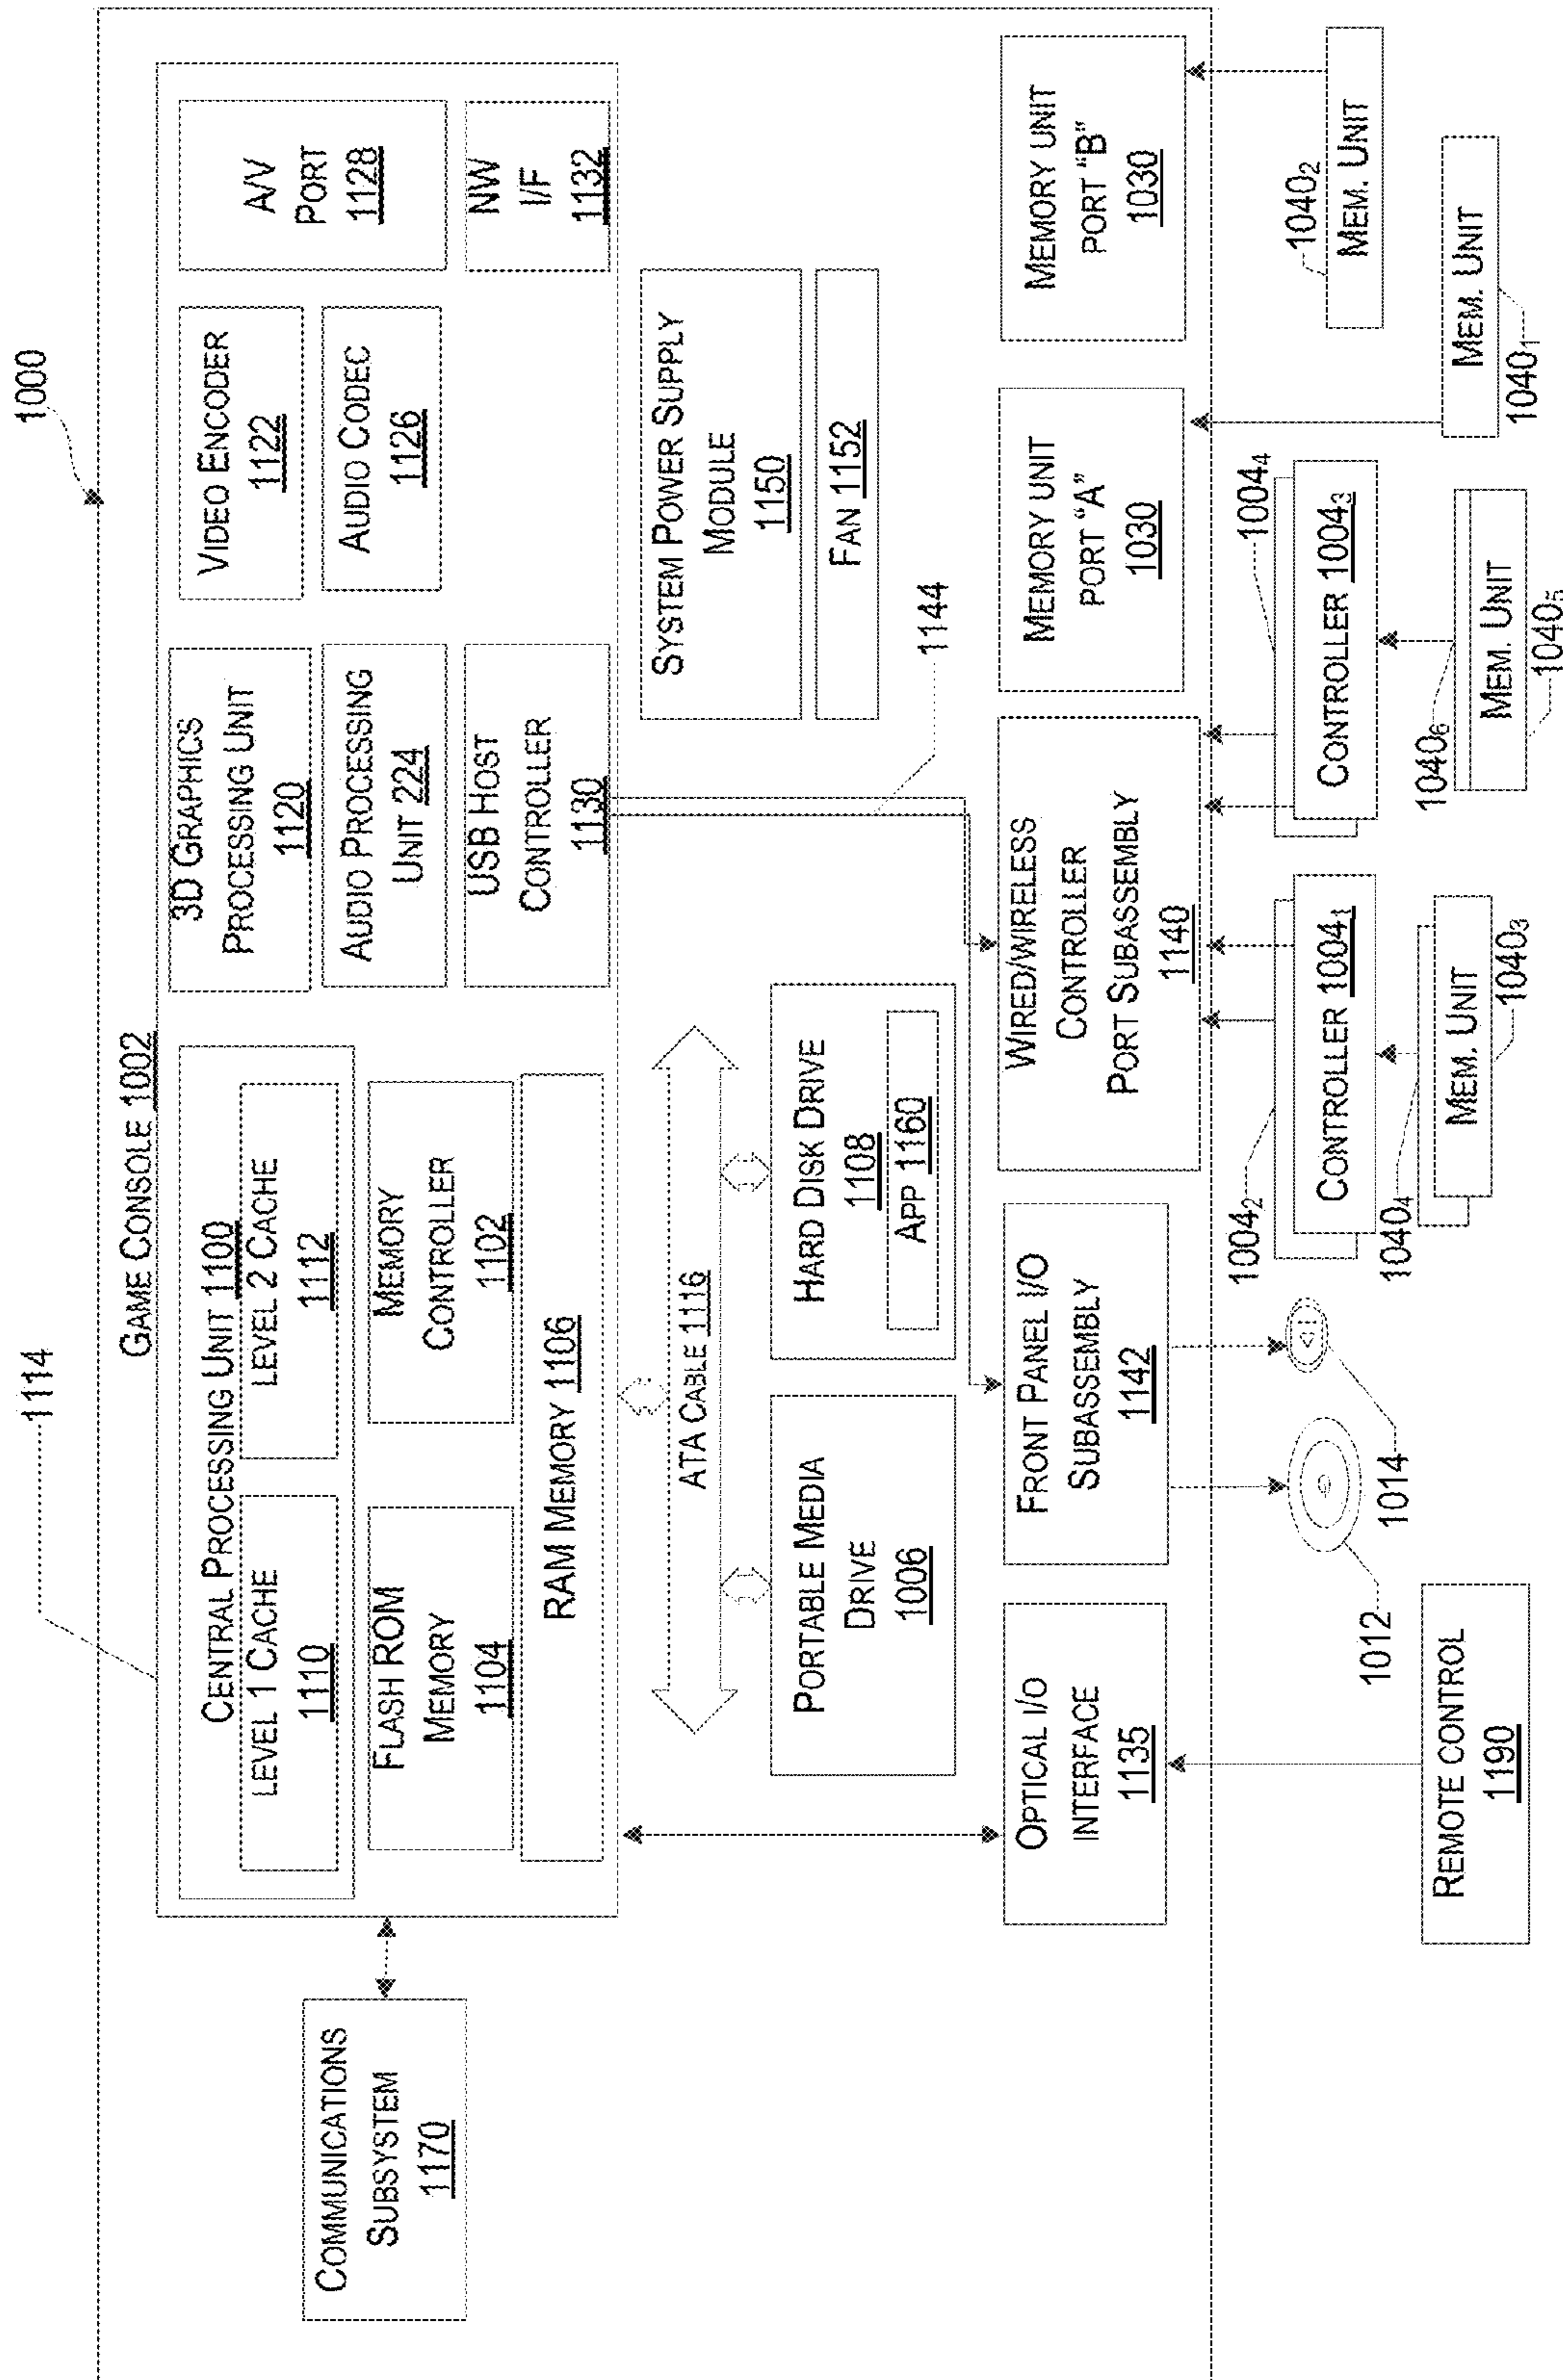 1000
1114
GAME CONSOLE 1002
CENTRAL PROCESSING UNIT 1100
LEVEL 1 CACHE
1110
LEVEL 2 CACHE
1112
3D GRAPHICS
PROCESSING UNIT
1120
VIDEO ENCODER
1122
A/V
PORT
1128
COMMUNICATIONS
SUBSYSTEM
1170
FLASH ROM
MEMORY
1104
MEMORY
CONTROLLER
1102
AUDIO PROCESSING
UNIT 224
AUDIO CODEC
1126
RAM MEMORY 1106
USB HOST
CONTROLLER
1130
NW
I/F
1132
ATA CABLE 1116
SYSTEM POWER SUPPLY
MODULE
1150
FAN 1152
PORTABLE MEDIA
DRIVE
1006
HARD DISK DRIVE
1108
APP 1160
1144
OPTICAL I/O
INTERFACE
1135
FRONT PANEL I/O
SUBASSEMBLY
1142
WIRED/WIRELESS
CONTROLLER
PORT SUBASSEMBLY
1140
MEMORY UNIT
PORT "A"
1030
MEMORY UNIT
PORT "B"
1030
1004₂
1004₄
1040₂
CONTROLLER 1004₁
CONTROLLER 1004₃
MEM. UNIT
1012
1014
1040₄
1040₆
REMOTE CONTROL
1190
MEM. UNIT
1040₃
MEM. UNIT
1040₅
MEM. UNIT
1040₁